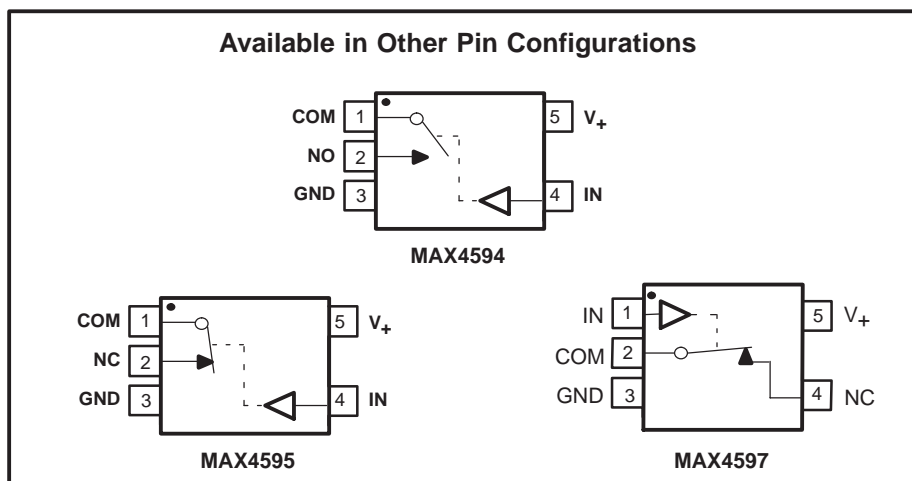 Available in Other Pin Configurations
COM 1 5 V+
NO 2
GND 3 4 IN
MAX4594
COM 1 5 V+
NC 2
GND 3 4 IN
MAX4595
IN 1 5 V+
COM 2
GND 3 4 NC
MAX4597